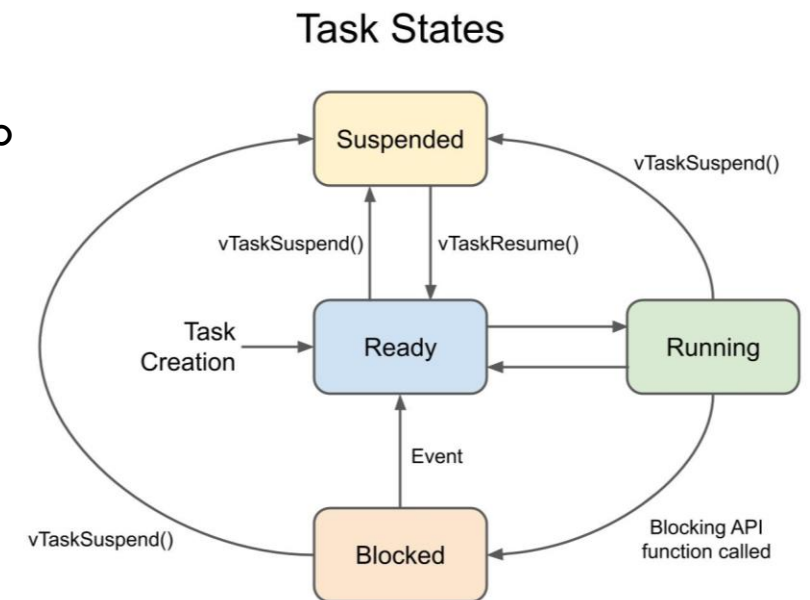 Task States
Suspended
vTaskSuspend()
vTaskSuspend()
vTaskResume()
Task
Creation
Ready
Running
Event
vTaskSuspend()
Blocked
Blocking API
function called